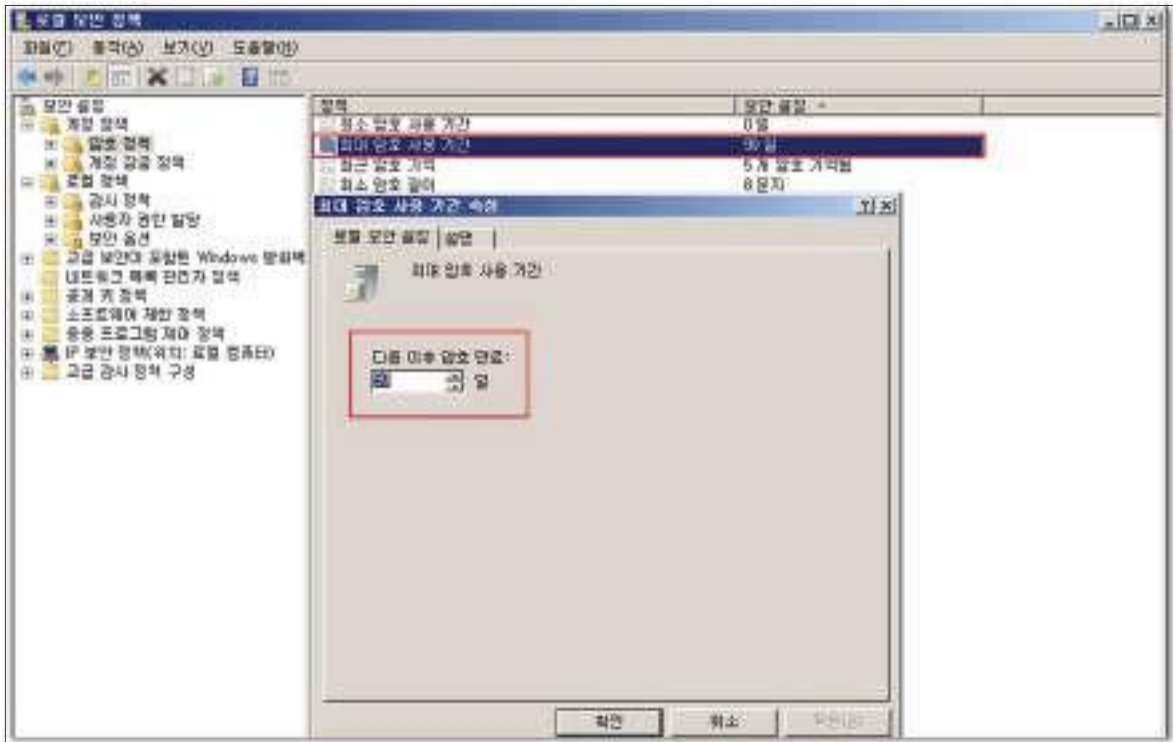 로컬 보안 정책
파일(F) 동작(A) 보기(V) 도움말(H)
보안 설정
계정 정책
암호 정책
계정 잠금 정책
로컬 정책
감사 정책
사용자 권한 할당
보안 옵션
고급 보안이 포함된 Windows 방화벽
네트워크 목록 관리자 정책
공개 키 정책
소프트웨어 제한 정책
응용 프로그램 제어 정책
IP 보안 정책(위치: 로컬 컴퓨터)
고급 감사 정책 구성
정책 보안 설정
최소 암호 사용 기간 0 일
최대 암호 사용 기간 90 일
최근 암호 기억 5 개 암호 기억됨
최소 암호 길이 8 문자
최대 암호 사용 기간 속성
로컬 보안 설정 설명
최대 암호 사용 기간
다음 이후 암호 만료:
일
확인 취소